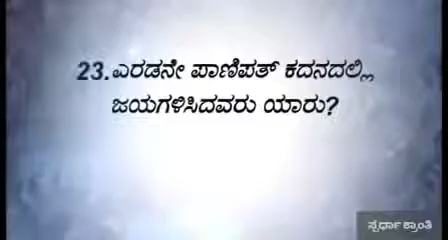 23.ಎರಡನೇ ಪಾಣಿಪತ್ ಕದನದಲ್ಲಿ
ಜಯಗಳಿಸಿದವರು ಯಾರು?
ಸ್ಪರ್ಧಾ ಕ್ರಾಂತಿ